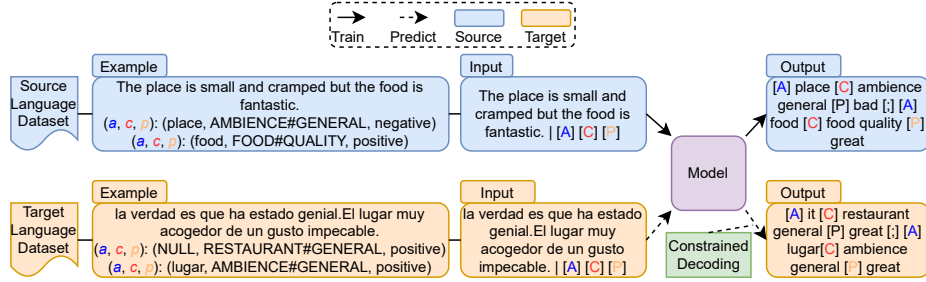 Train Predict Source Target
Source
Language
Dataset
Example
The place is small and cramped but the food is
fantastic.
(a, c, p): (place, AMBIENCE#GENERAL, negative)
(a, c, p): (food, FOOD#QUALITY, positive)
Input
The place is small and
cramped but the food is
fantastic. | [A] [C] [P]
Model
Output
[A] place [C] ambience
general [P] bad [;] [A]
food [C] food quality [P]
great
Target
Language
Dataset
Example
la verdad es que ha estado genial.El lugar muy
acogedor de un gusto impecable.
(a, c, p): (NULL, RESTAURANT#GENERAL, positive)
(a, c, p): (lugar, AMBIENCE#GENERAL, positive)
Input
la verdad es que ha estado
genial.El lugar muy
acogedor de un gusto
impecable. | [A] [C] [P]
Constrained
Decoding
Output
[A] it [C] restaurant
general [P] great [;] [A]
lugar[C] ambience
general [P] great